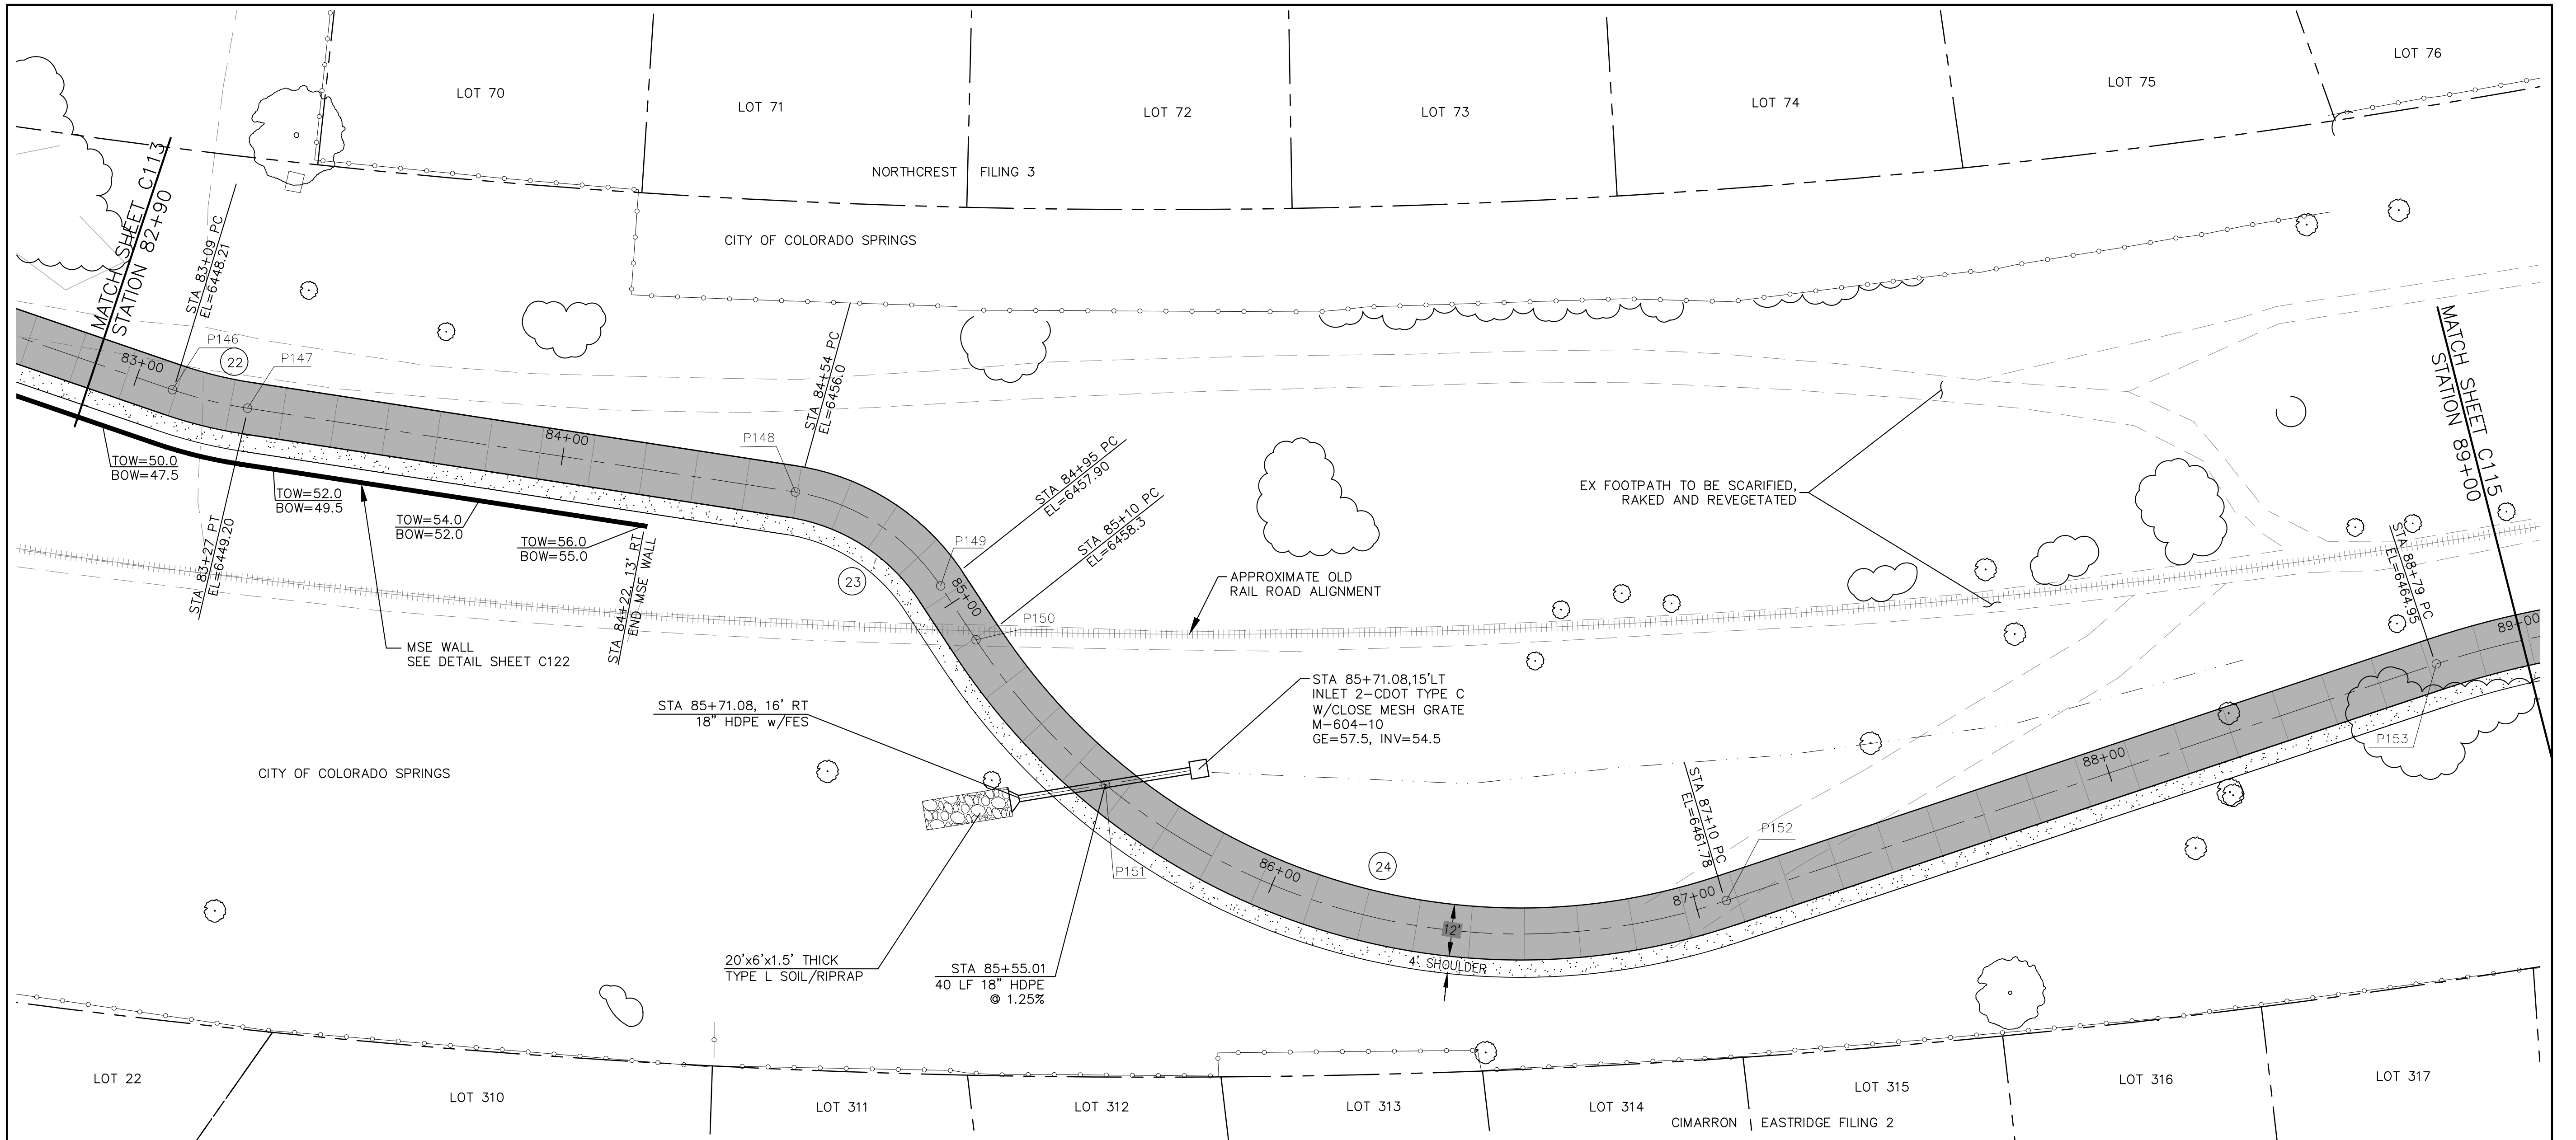 LOT 70
LOT 71
LOT 72
LOT 73
LOT 74
LOT 75
LOT 76
NORTHCREST
FILING 3
CITY OF COLORADO SPRINGS
MATCH SHEET C113
STATION 82+90
STA 83+09 PC
EL=6448.21
P146
22
P147
83+00
84+00
P148
STA 84+54 PC
EL=6456.0
TOW=50.0
BOW=47.5
TOW=52.0
BOW=49.5
TOW=54.0
BOW=52.0
TOW=56.0
BOW=55.0
STA 83+27 PT
EL=6449.20
STA 84+22, 13' RT
END MSE WALL
MSE WALL
SEE DETAIL SHEET C122
23
P149
85+00
P150
STA 84+95 PC
EL=6457.90
STA 85+10 PC
EL=6458.3
APPROXIMATE OLD
RAIL ROAD ALIGNMENT
EX FOOTPATH TO BE SCARIFIED,
RAKED AND REVEGETATED
MATCH SHEET C115
STATION 89+00
STA 88+79 PC
EL=6464.95
89+00
P153
STA 85+71.08, 16' RT
18" HDPE w/FES
STA 85+71.08,15'LT
INLET 2-CDOT TYPE C
W/CLOSE MESH GRATE
M-604-10
GE=57.5, INV=54.5
CITY OF COLORADO SPRINGS
P151
86+00
24
STA 87+10 PC
EL=6461.78
P152
87+00
88+00
12'
4' SHOULDER
20'x6'x1.5' THICK
TYPE L SOIL/RIPRAP
STA 85+55.01
40 LF 18" HDPE
@ 1.25%
LOT 22
LOT 310
LOT 311
LOT 312
LOT 313
LOT 314
LOT 315
LOT 316
LOT 317
CIMARRON
EASTRIDGE FILING 2